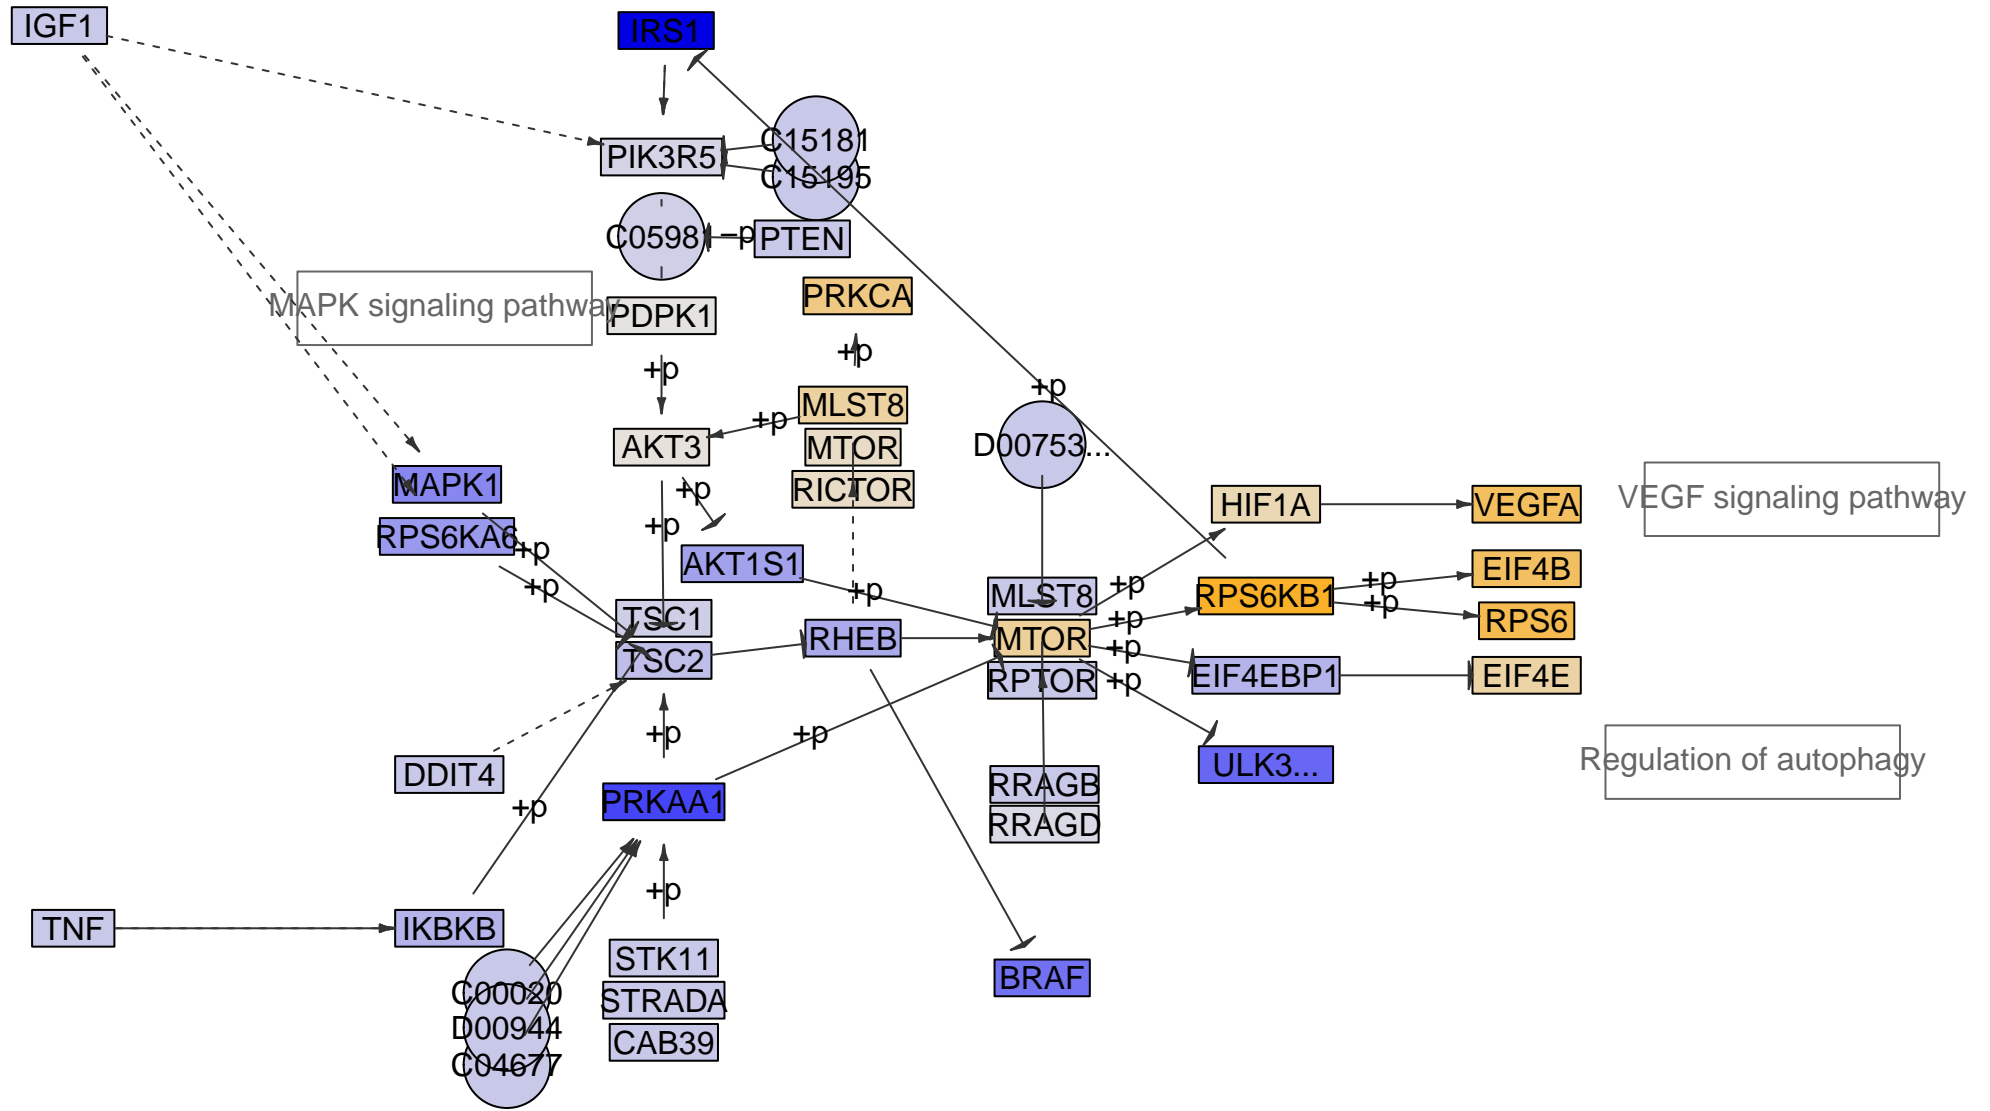 IGF1
IRS1
C15181
PIK3R5
C15195
C0598
-p
PTEN
PRKCA
MAPK signaling pathway
PDPK1
+p
+p
+p
MLST8
+p
AKT3
MTOR
D00753...
MAPK1
+p
RICTOR
HIF1A
VEGFA
VEGF signaling pathway
RPS6KA6
+p
+p
AKT1S1
EIF4B
+p
+p
+p
+p
MLST8
RPS6KB1
+p
TSC1
+p
RPS6
RHEB
MTOR
+p
TSC2
RPTOR
+p
EIF4EBP1
EIF4E
+p
+p
DDIT4
ULK3...
Regulation of autophagy
RRAGB
PRKAA1
+p
RRAGD
+p
TNF
IKBKB
STK11
BRAF
C00020
STRADA
D00944
CAB39
C04677